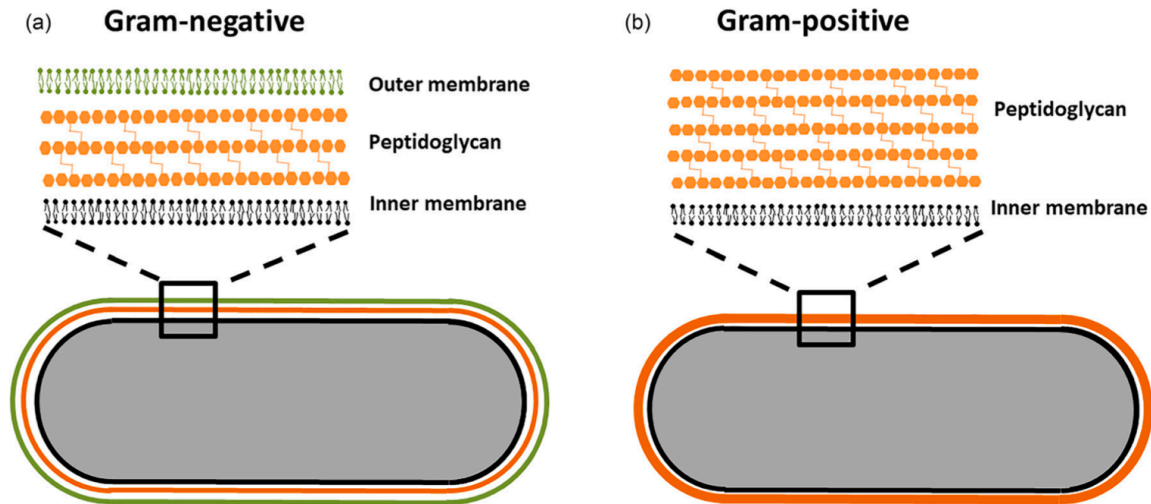 (a) Gram-negative
Outer membrane
Peptidoglycan
Inner membrane
(b) Gram-positive
Peptidoglycan
Inner membrane